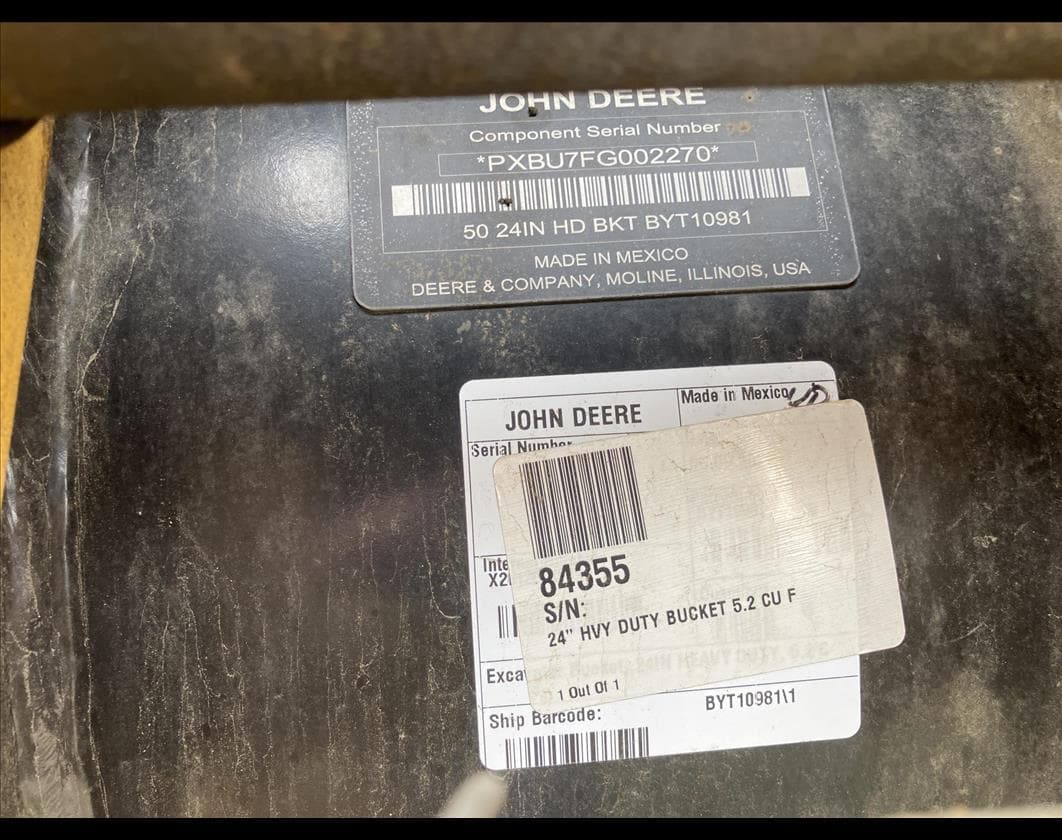 JOHN DEERE
Component Serial Number
*PXBU7FG002270*
50 24IN HD BKT BYT10981
MADE IN MEXICO
DEERE & COMPANY, MOLINE, ILLINOIS, USA
JOHN DEERE
Made in Mexico
Serial Number
84355
S/N:
24" HVY DUTY BUCKET 5.2 CU F
1 Out Of 1
BYT10981\1
Ship Barcode: